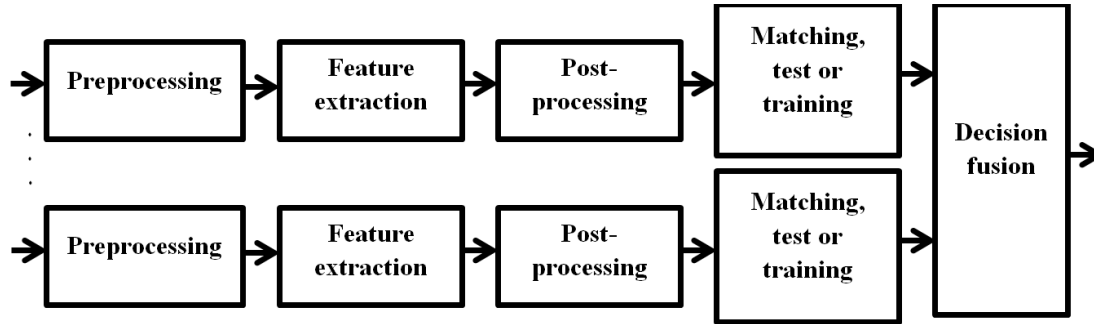 Preprocessing
Feature
extraction
Post-
processing
Matching,
test or
training
Decision
fusion
Preprocessing
Feature
extraction
Post-
processing
Matching,
test or
training